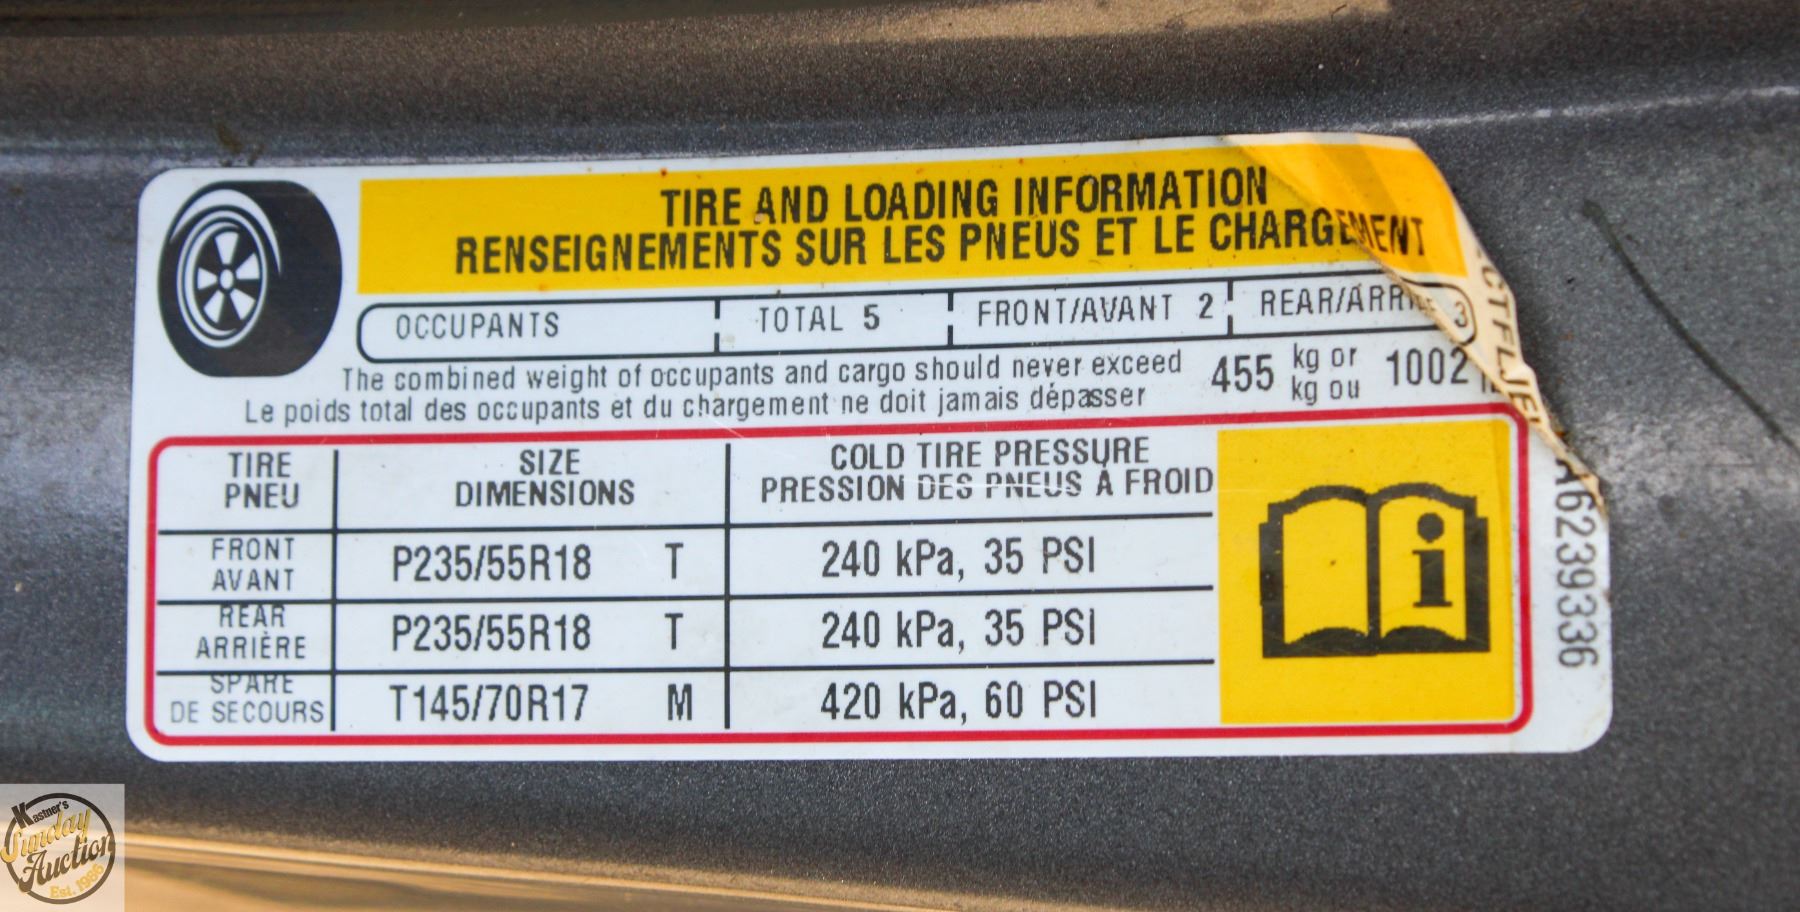 TIRE AND LOADING INFORMATION
RENSEIGNEMENTS SUR LES PNEUS ET LE CHARGEMENT
OCCUPANTS TOTAL 5 FRONT/AVANT 2 REAR/ARRIE 3
The combined weight of occupants and cargo should never exceed 455 kg or 1002
Le poids total des occupants et du chargement ne doit jamais dépasser kg ou
TIRE SIZE COLD TIRE PRESSURE
PNEU DIMENSIONS PRESSION DES PNEUS À FROID
FRONT
AVANT P235/55R18 T 240 kPa, 35 PSI
REAR
ARRIÈRE P235/55R18 T 240 kPa, 35 PSI
SPARE
DE SECOURS T145/70R17 M 420 kPa, 60 PSI
i
A6239336
Kastner's
Sunday
Auction
Est. 1986